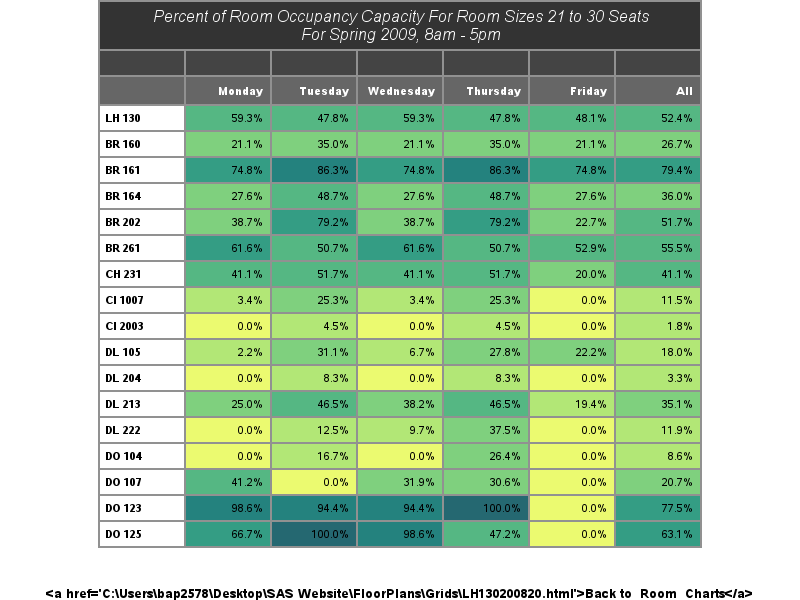 Percent of Room Occupancy Capacity For Room Sizes 21 to 30 Seats
For Spring 2009, 8am - 5pm
Monday Tuesday Wednesday Thursday Friday All
LH 130 59.3% 47.8% 59.3% 47.8% 48.1% 52.4%
BR 160 21.1% 35.0% 21.1% 35.0% 21.1% 26.7%
BR 161 74.8% 86.3% 74.8% 86.3% 74.8% 79.4%
BR 164 27.6% 48.7% 27.6% 48.7% 27.6% 36.0%
BR 202 38.7% 79.2% 38.7% 79.2% 22.7% 51.7%
BR 261 61.6% 50.7% 61.6% 50.7% 52.9% 55.5%
CH 231 41.1% 51.7% 41.1% 51.7% 20.0% 41.1%
CI 1007 3.4% 25.3% 3.4% 25.3% 0.0% 11.5%
CI 2003 0.0% 4.5% 0.0% 4.5% 0.0% 1.8%
DL 105 2.2% 31.1% 6.7% 27.8% 22.2% 18.0%
DL 204 0.0% 8.3% 0.0% 8.3% 0.0% 3.3%
DL 213 25.0% 46.5% 38.2% 46.5% 19.4% 35.1%
DL 222 0.0% 12.5% 9.7% 37.5% 0.0% 11.9%
DO 104 0.0% 16.7% 0.0% 26.4% 0.0% 8.6%
DO 107 41.2% 0.0% 31.9% 30.6% 0.0% 20.7%
DO 123 98.6% 94.4% 94.4% 100.0% 0.0% 77.5%
DO 125 66.7% 100.0% 98.6% 47.2% 0.0% 63.1%
<a href='C:\Users\bap2578\Desktop\SAS Website\FloorPlans\Grids\LH130200820.html'>Back to Room Charts</a>